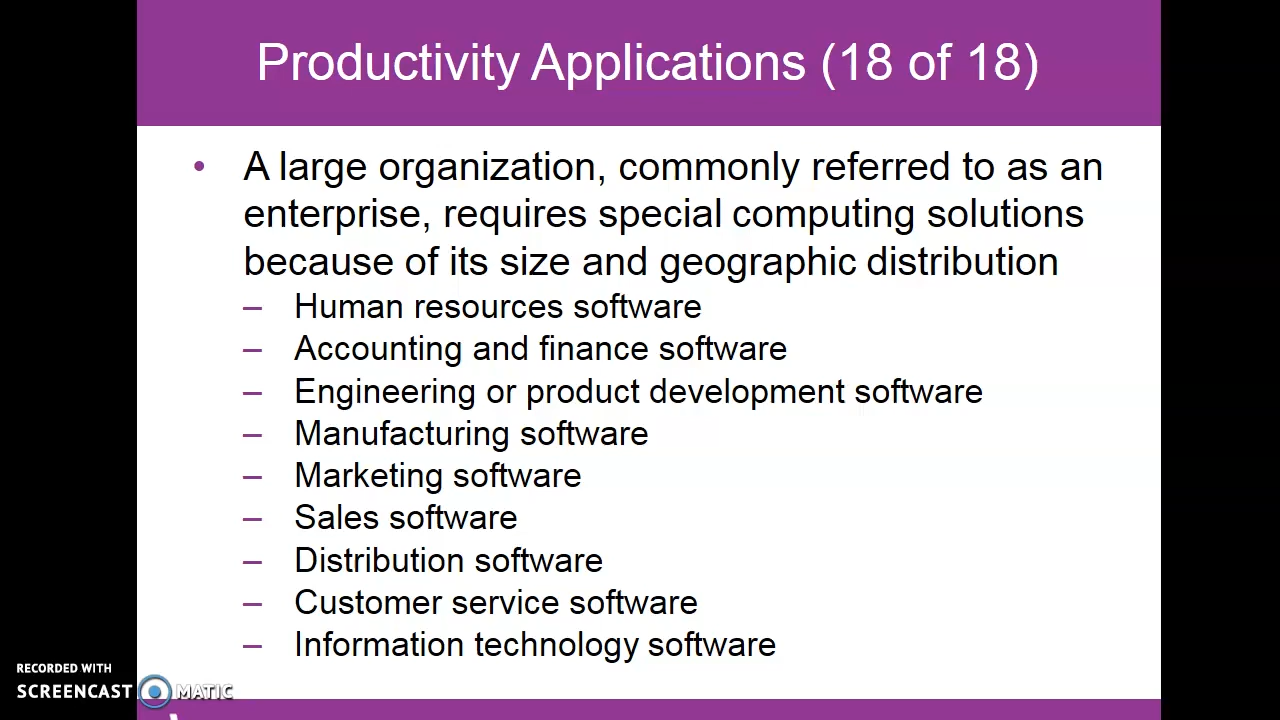 Productivity Applications (18 of 18)
• A large organization, commonly referred to as an
enterprise, requires special computing solutions
because of its size and geographic distribution
– Human resources software
– Accounting and finance software
– Engineering or product development software
– Manufacturing software
– Marketing software
– Sales software
– Distribution software
– Customer service software
– Information technology software
RECORDED WITH
SCREENCAST MATIC